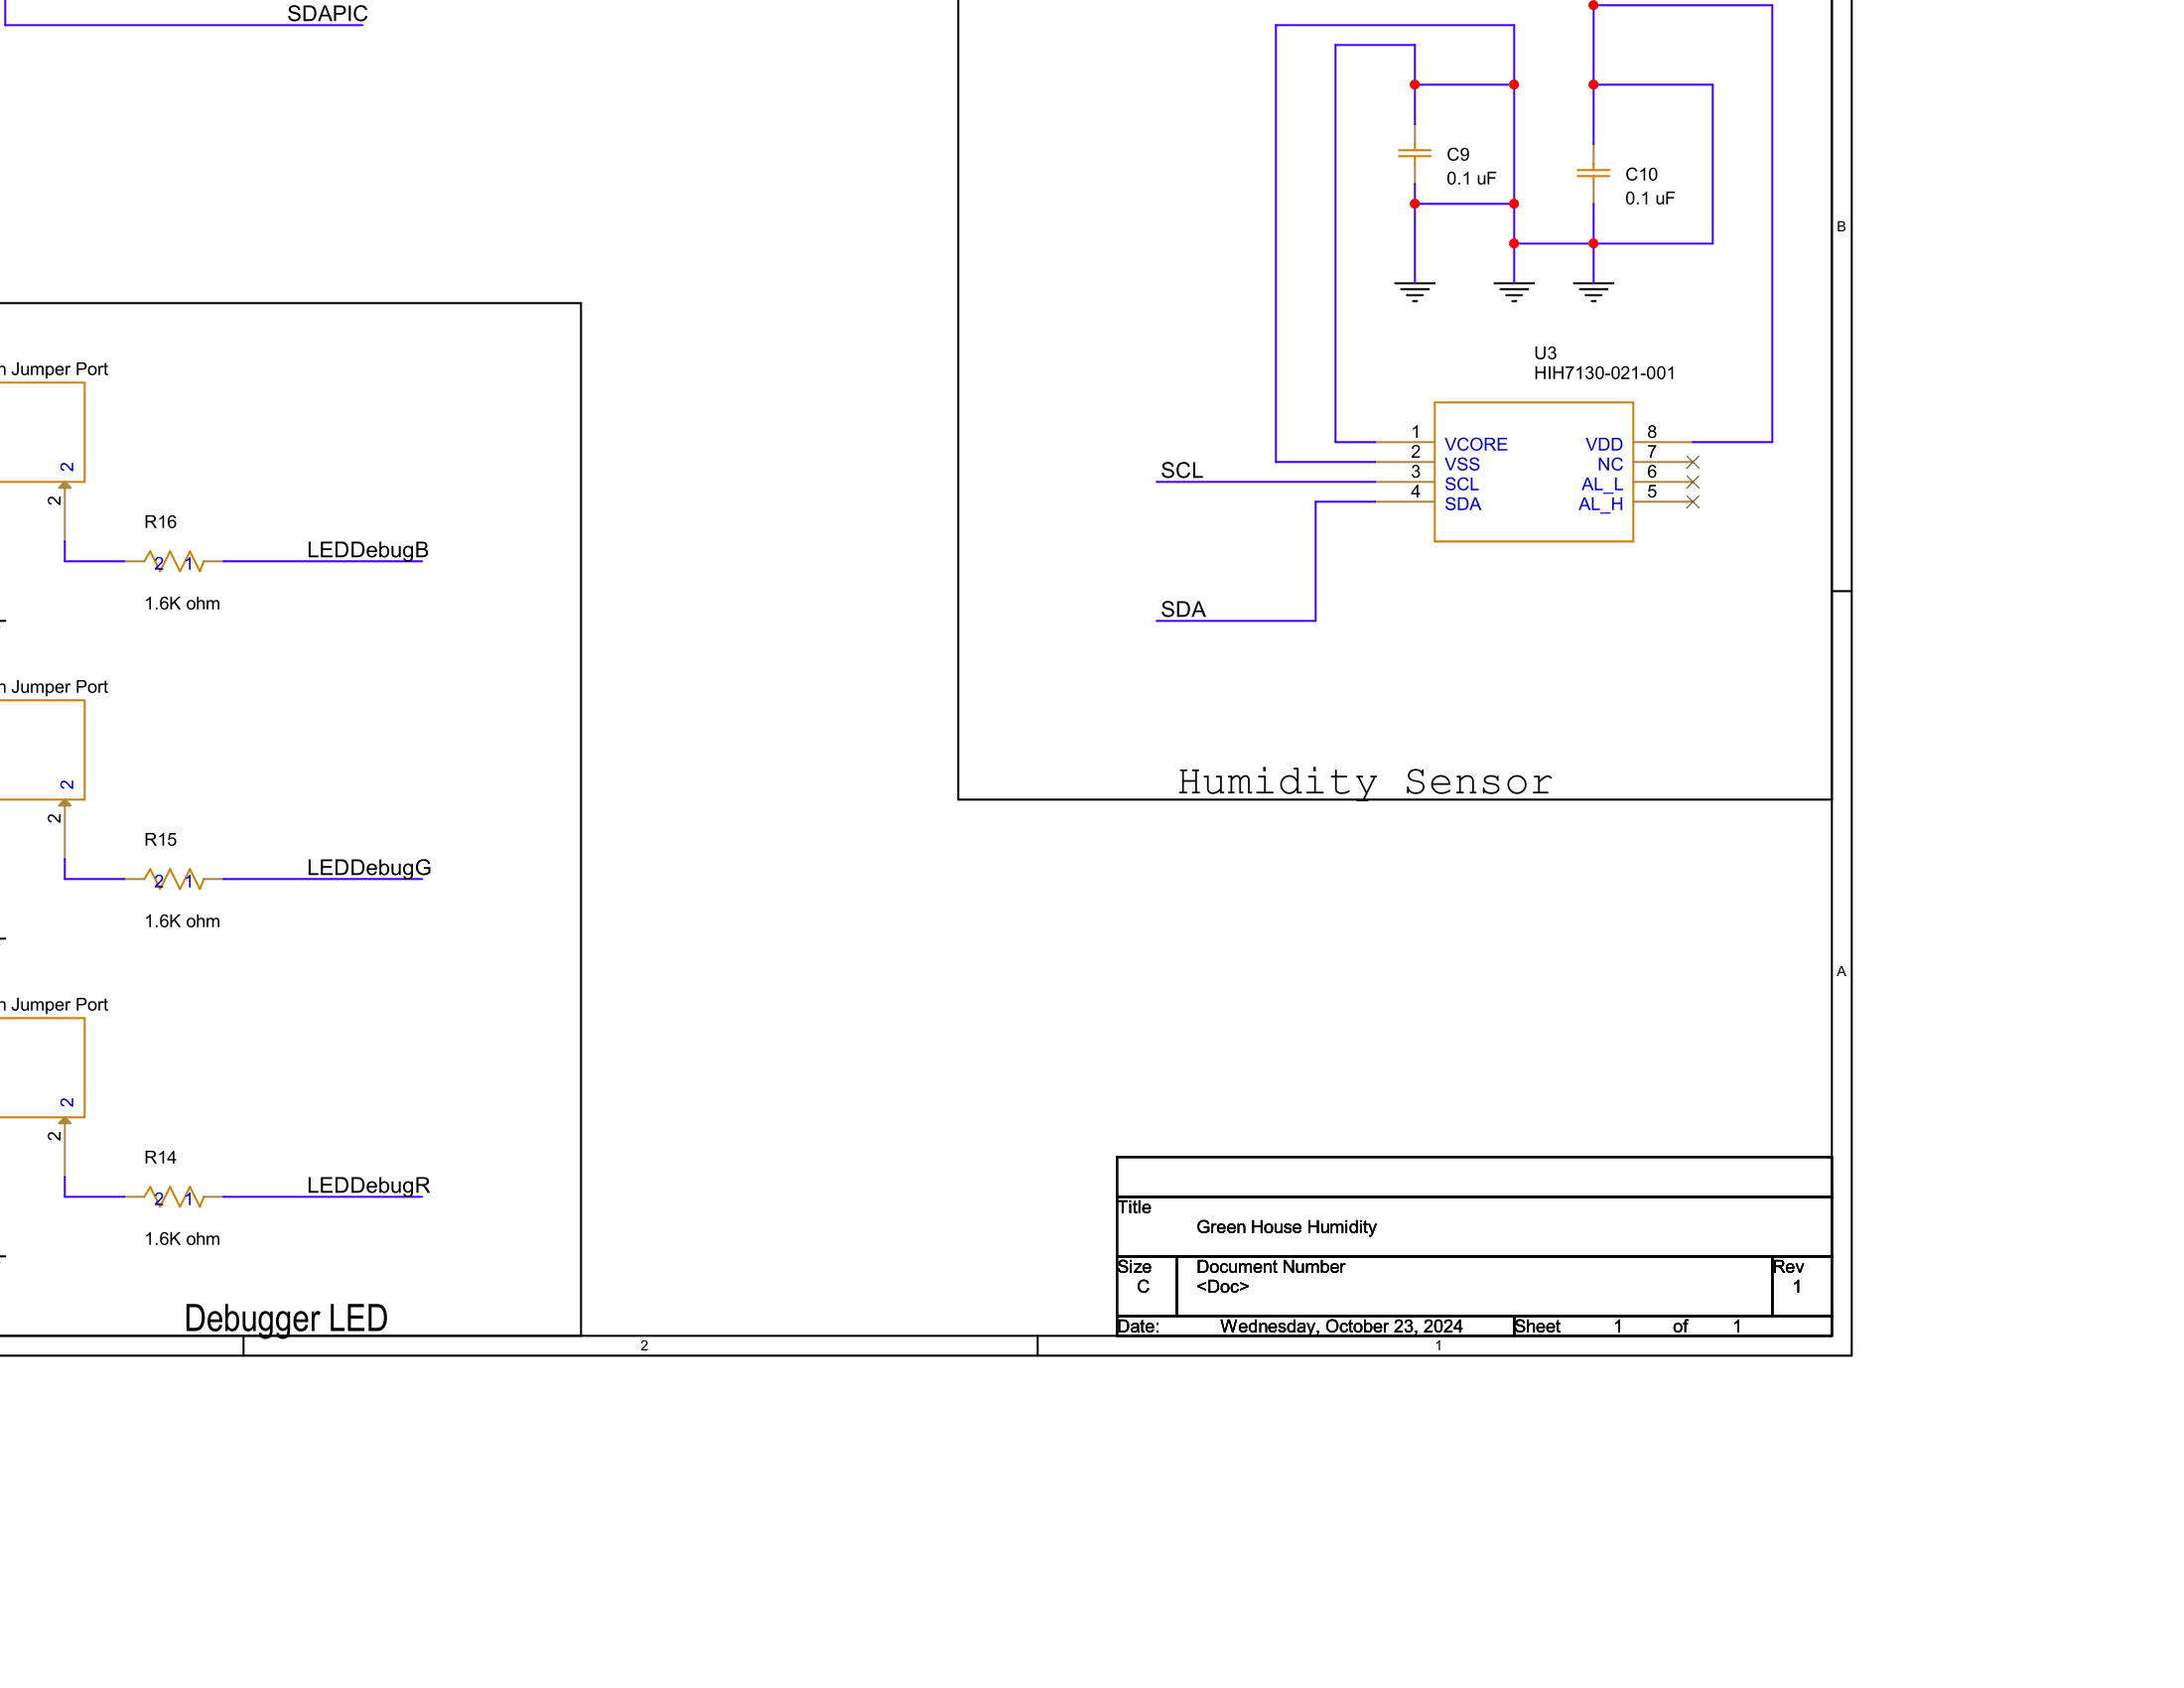 SDAPIC
C9
0.1 uF
C10
0.1 uF
B
U3
HIH7130-021-001
1 VCORE VDD 8
2 VSS NC 7
3 SCL AL_L 6
4 SDA AL_H 5
SCL
SDA
Humidity Sensor
n Jumper Port
2
2
R16
2 1
LEDDebugB
1.6K ohm
n Jumper Port
2
2
R15
2 1
LEDDebugG
1.6K ohm
n Jumper Port
2
2
R14
2 1
LEDDebugR
1.6K ohm
Debugger LED
A
Title
Green House Humidity
Size
C
Document Number
<Doc>
Rev
1
Date: Wednesday, October 23, 2024 Sheet 1 of 1
2 1